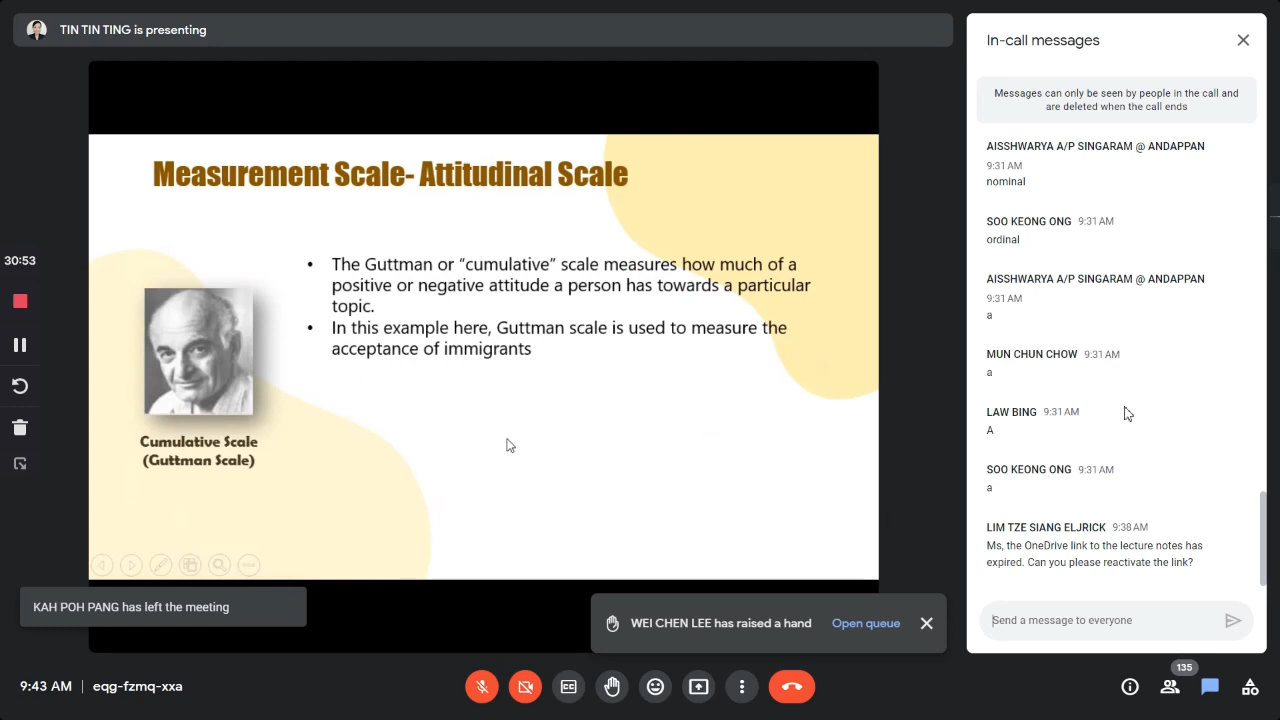 TIN TIN TING is presenting
Measurement Scale- Attitudinal Scale
• The Guttman or “cumulative” scale measures how much of a
positive or negative attitude a person has towards a particular
topic.
• In this example here, Guttman scale is used to measure the
acceptance of immigrants
Cumulative Scale
(Guttman Scale)
30:53
KAH POH PANG has left the meeting
WEI CHEN LEE has raised a hand Open queue
9:43 AM | eqg-fzmq-xxa
In-call messages
Messages can only be seen by people in the call and
are deleted when the call ends
AISSHWARYA A/P SINGARAM @ ANDAPPAN
9:31 AM
nominal
SOO KEONG ONG 9:31 AM
ordinal
AISSHWARYA A/P SINGARAM @ ANDAPPAN
9:31 AM
a
MUN CHUN CHOW 9:31 AM
a
LAW BING 9:31 AM
A
SOO KEONG ONG 9:31 AM
a
LIM TZE SIANG ELJRICK 9:38 AM
Ms, the OneDrive link to the lecture notes has
expired. Can you please reactivate the link?
Send a message to everyone
135